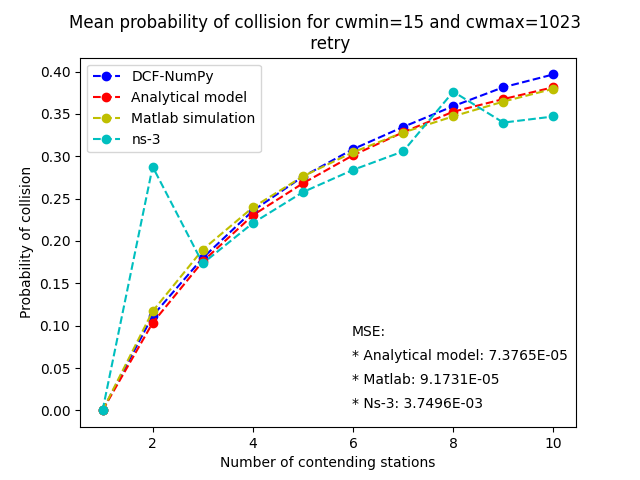 Mean probability of collision for cwmin=15 and cwmax=1023
retry
DCF-NumPy
Analytical model
Matlab simulation
ns-3
Probability of collision
0.40
0.35
0.30
0.25
0.20
0.15
0.10
0.05
0.00
MSE:
* Analytical model: 7.3765E-05
* Matlab: 9.1731E-05
* Ns-3: 3.7496E-03
2 4 6 8 10
Number of contending stations